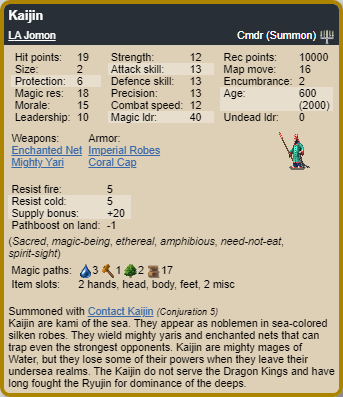 Kaijin
LA Jomon Cmdr (Summon)
Hit points: 19 Strength: 12 Rec points: 10000
Size: 2 Attack skill: 13 Map move: 16
Protection: 6 Defence skill: 13 Encumbrance: 2
Magic res: 18 Precision: 13 Age: 600
Morale: 15 Combat speed: 12 (2000)
Leadership: 10 Magic ldr: 40 Undead ldr: 0
Weapons: Armor:
Enchanted Net Imperial Robes
Mighty Yari Coral Cap
Resist fire: 5
Resist cold: 5
Supply bonus: +20
Pathboost on land: -1
(Sacred, magic-being, ethereal, amphibious, need-not-eat,
spirit-sight)
Magic paths: 3 1 2 17
Item slots: 2 hands, head, body, feet, 2 misc
Summoned with Contact Kaijin (Conjuration 5)
Kaijin are kami of the sea. They appear as noblemen in sea-colored
silken robes. They wield mighty yaris and enchanted nets that can
trap even the strongest opponents. Kaijin are mighty mages of
Water, but they lose some of their powers when they leave their
undersea realms. The Kaijin do not serve the Dragon Kings and have
long fought the Ryujin for dominance of the deeps.